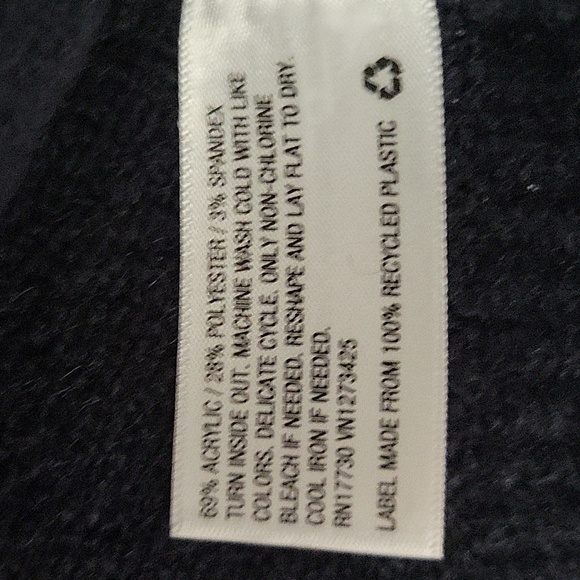 69% ACRYLIC / 28% POLYESTER / 3% SPANDEX
TURN INSIDE OUT. MACHINE WASH COLD WITH LIKE
COLORS, DELICATE CYCLE. ONLY NON-CHLORINE
BLEACH IF NEEDED. RESHAPE AND LAY FLAT TO DRY.
COOL IRON IF NEEDED.
RN17730 VN1273425
LABEL MADE FROM 100% RECYCLED PLASTIC